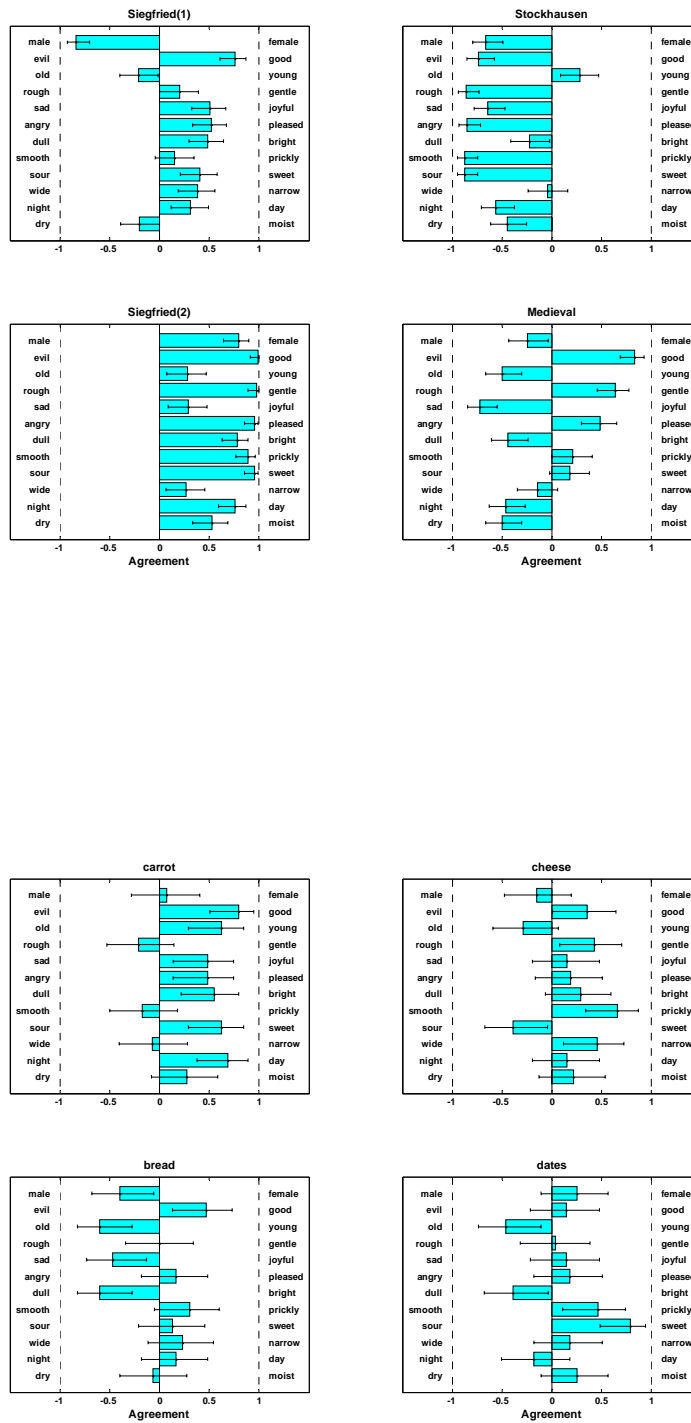 Siegfried(1)
male female
evil good
old young
rough gentle
sad joyful
angry pleased
dull bright
smooth prickly
sour sweet
wide narrow
night day
dry moist
-1 -0.5 0 0.5 1
Stockhausen
male female
evil good
old young
rough gentle
sad joyful
angry pleased
dull bright
smooth prickly
sour sweet
wide narrow
night day
dry moist
-1 -0.5 0 0.5 1
Siegfried(2)
male female
evil good
old young
rough gentle
sad joyful
angry pleased
dull bright
smooth prickly
sour sweet
wide narrow
night day
dry moist
-1 -0.5 0 0.5 1
Agreement
Medieval
male female
evil good
old young
rough gentle
sad joyful
angry pleased
dull bright
smooth prickly
sour sweet
wide narrow
night day
dry moist
-1 -0.5 0 0.5 1
Agreement
carrot
male female
evil good
old young
rough gentle
sad joyful
angry pleased
dull bright
smooth prickly
sour sweet
wide narrow
night day
dry moist
-1 -0.5 0 0.5 1
cheese
male female
evil good
old young
rough gentle
sad joyful
angry pleased
dull bright
smooth prickly
sour sweet
wide narrow
night day
dry moist
-1 -0.5 0 0.5 1
bread
male female
evil good
old young
rough gentle
sad joyful
angry pleased
dull bright
smooth prickly
sour sweet
wide narrow
night day
dry moist
-1 -0.5 0 0.5 1
Agreement
dates
male female
evil good
old young
rough gentle
sad joyful
angry pleased
dull bright
smooth prickly
sour sweet
wide narrow
night day
dry moist
-1 -0.5 0 0.5 1
Agreement